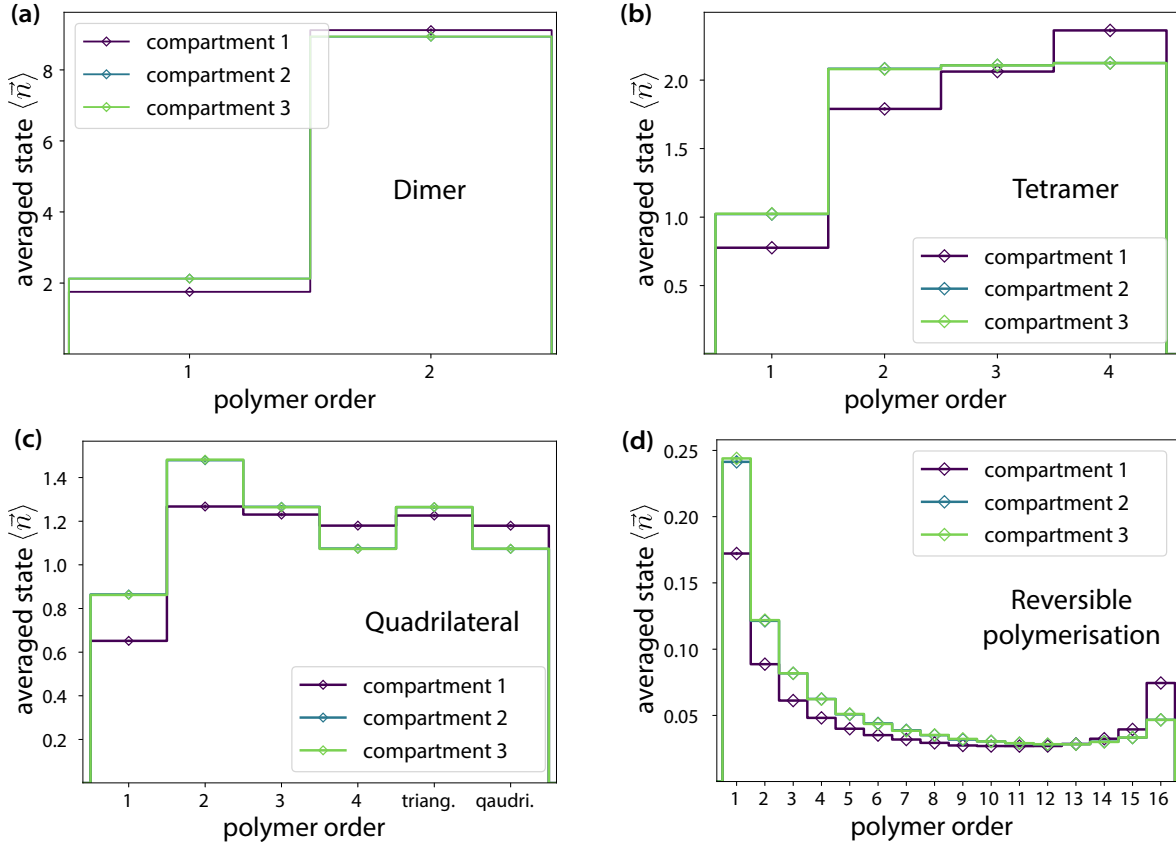 (a)
compartment 1
compartment 2
compartment 3
Dimer
averaged state ⟨n⃗⟩
8
6
4
2
1 2
polymer order
(b)
Tetramer
compartment 1
compartment 2
compartment 3
averaged state ⟨n⃗⟩
2.0
1.5
1.0
0.5
1 2 3 4
polymer order
(c)
Quadrilateral
compartment 1
compartment 2
compartment 3
averaged state ⟨n⃗⟩
1.4
1.2
1.0
0.8
0.6
0.4
0.2
1 2 3 4 triang. qaudri.
polymer order
(d)
compartment 1
compartment 2
compartment 3
Reversible
polymerisation
averaged state ⟨n⃗⟩
0.25
0.20
0.15
0.10
0.05
1 2 3 4 5 6 7 8 9 10 11 12 13 14 15 16
polymer order